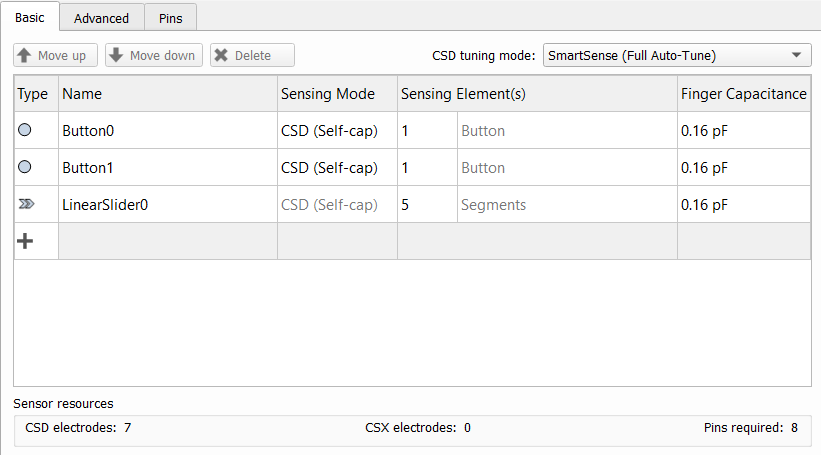 Basic Advanced Pins
Move up Move down Delete CSD tuning mode: SmartSense (Full Auto-Tune)
Type Name Sensing Mode Sensing Element(s) Finger Capacitance
Button0 CSD (Self-cap) 1 Button 0.16 pF
Button1 CSD (Self-cap) 1 Button 0.16 pF
LinearSlider0 CSD (Self-cap) 5 Segments 0.16 pF
Sensor resources
CSD electrodes: 7 CSX electrodes: 0 Pins required: 8